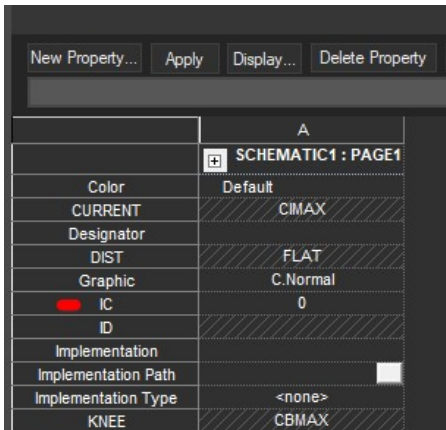 New Property... Apply Display... Delete Property
A
SCHEMATIC1 : PAGE1
Color Default
CURRENT CIMAX
Designator
DIST FLAT
Graphic C.Normal
IC 0
ID
Implementation
Implementation Path
Implementation Type <none>
KNEE CBMAX